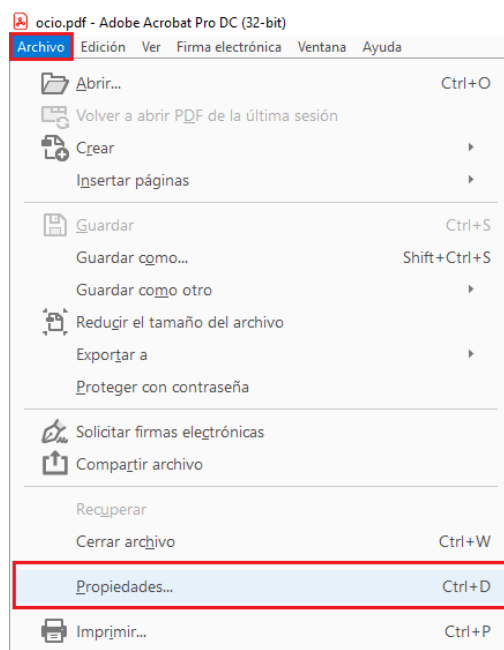 ocio.pdf - Adobe Acrobat Pro DC (32-bit)
Archivo Edición Ver Firma electrónica Ventana Ayuda
Abrir... Ctrl+O
Volver a abrir PDF de la última sesión
Crear
Insertar páginas
Guardar Ctrl+S
Guardar como... Shift+Ctrl+S
Guardar como otro
Reducir el tamaño del archivo
Exportar a
Proteger con contraseña
Solicitar firmas electrónicas
Compartir archivo
Recuperar
Cerrar archivo Ctrl+W
Propiedades... Ctrl+D
Imprimir... Ctrl+P